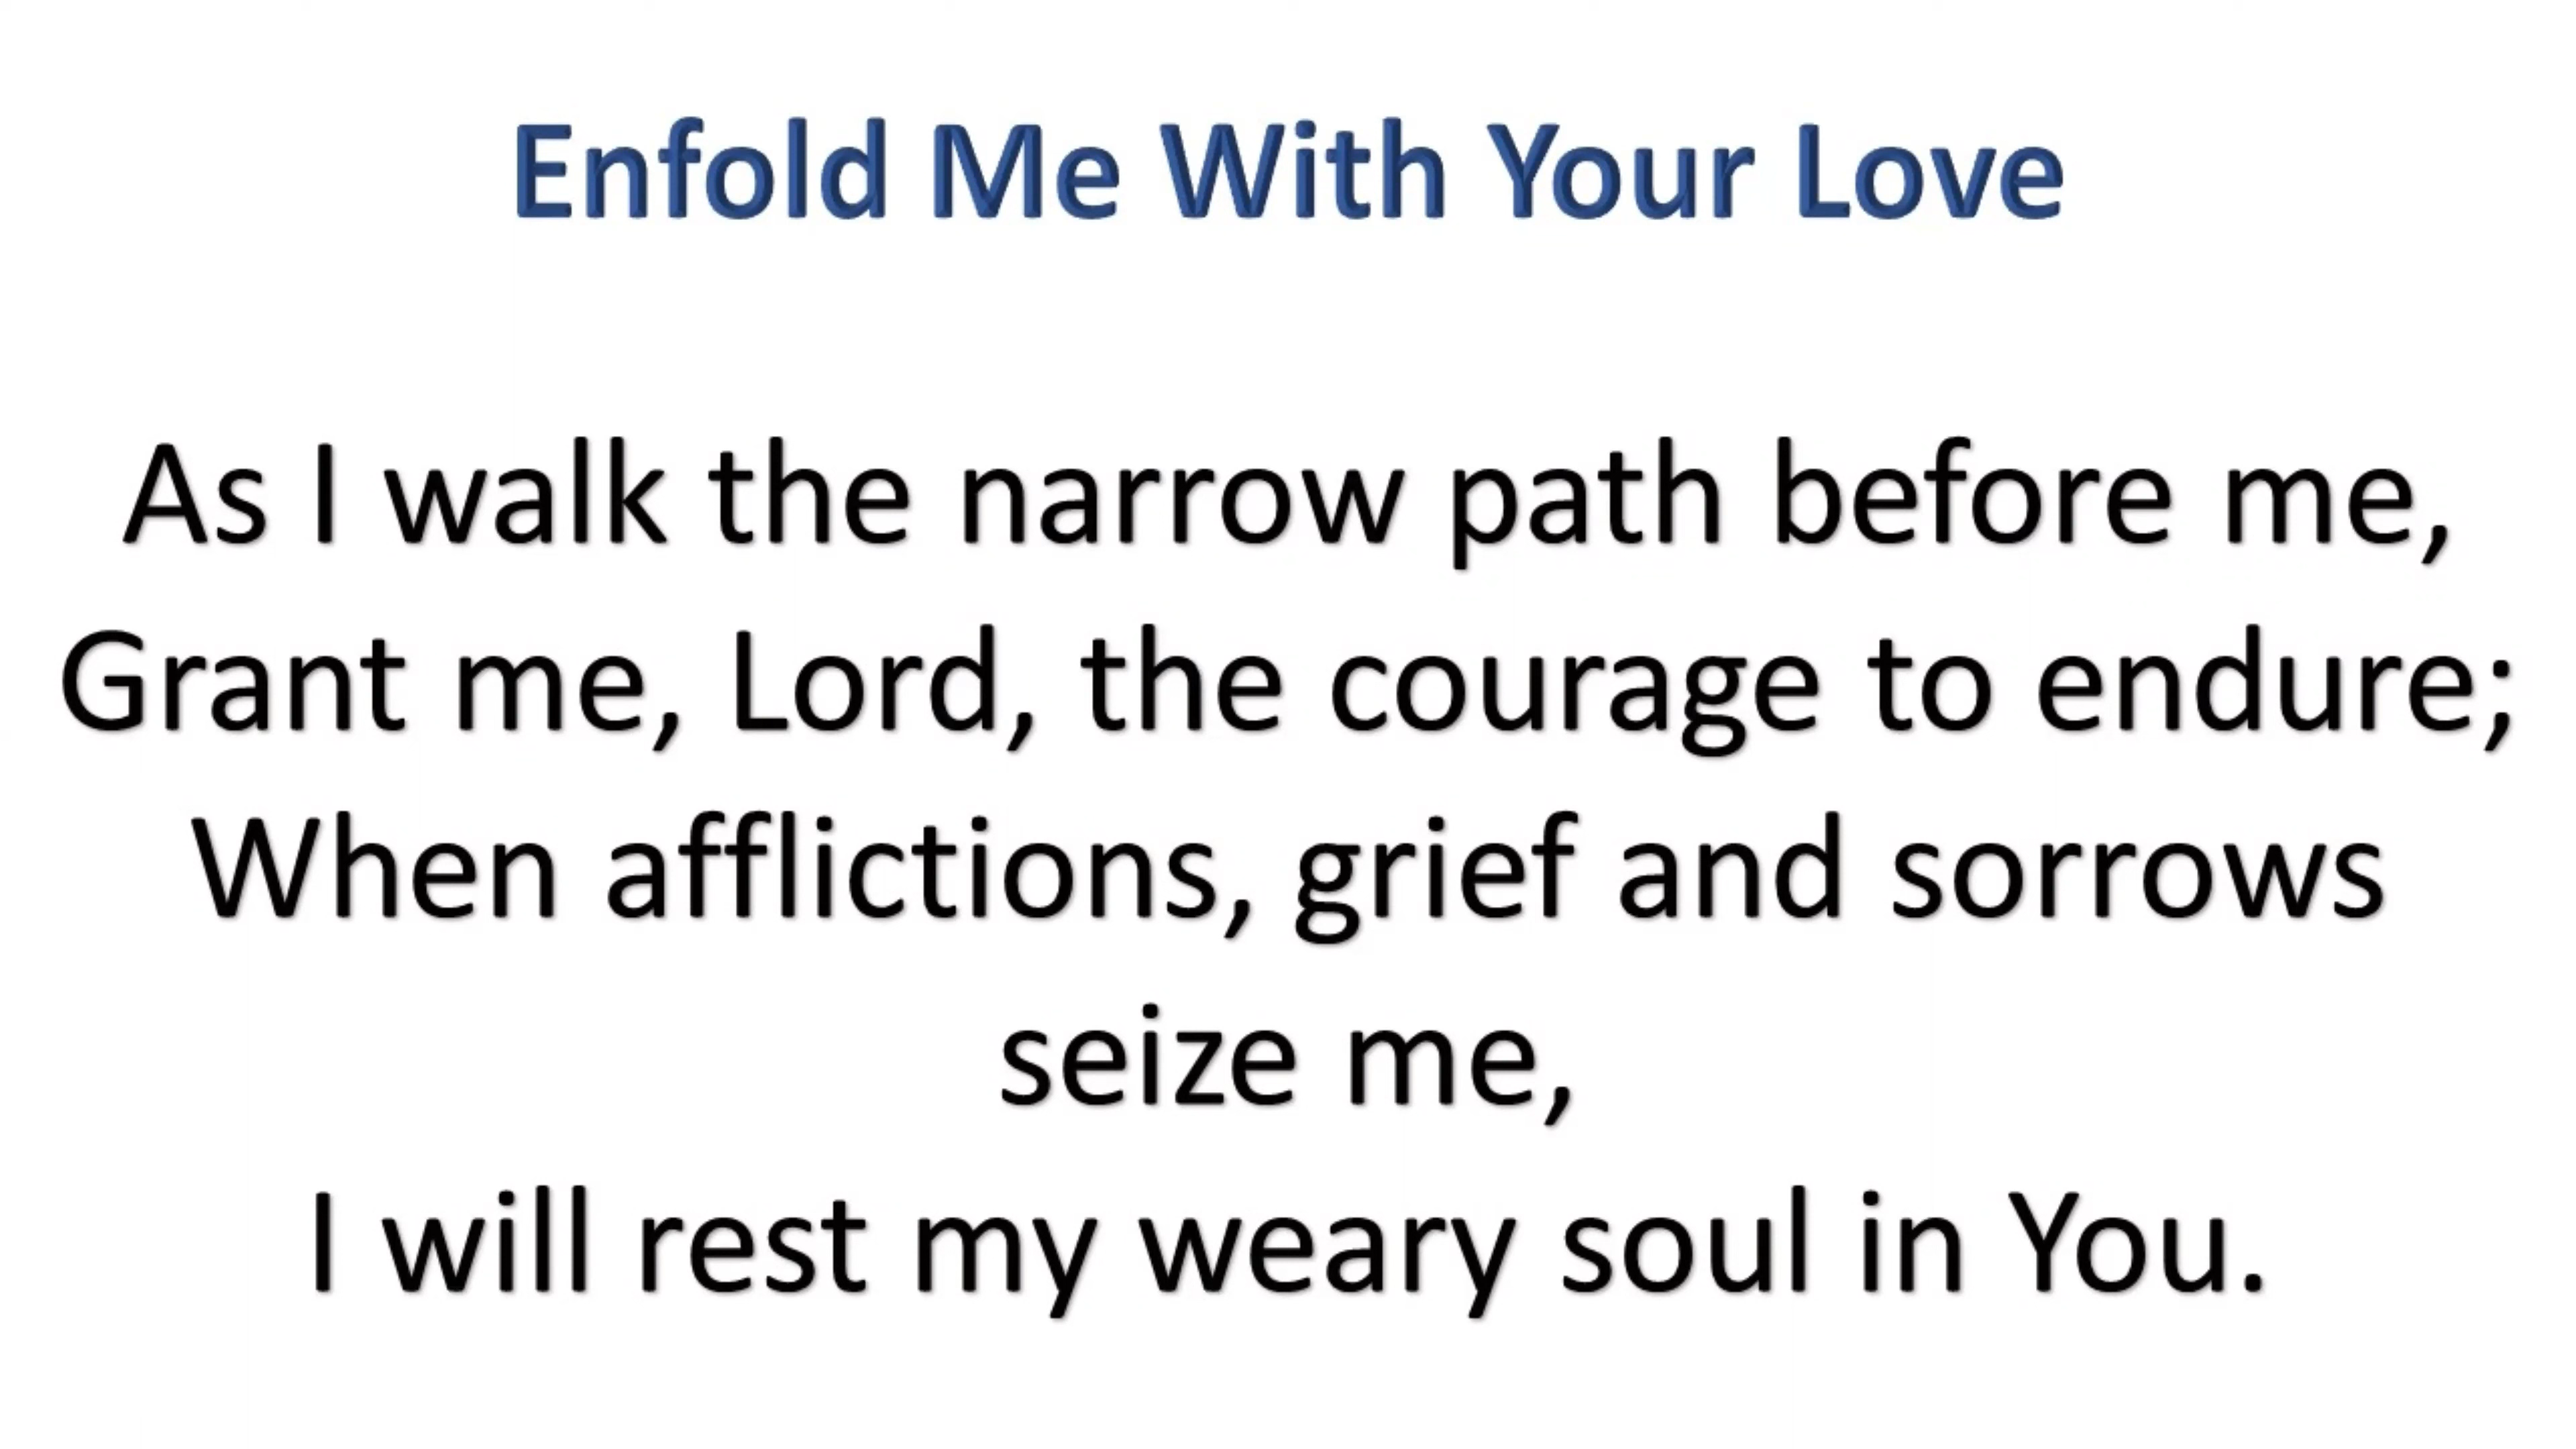 Enfold Me With Your Love
As I walk the narrow path before me,
Grant me, Lord, the courage to endure;
When afflictions, grief and sorrows
seize me,
I will rest my weary soul in You.